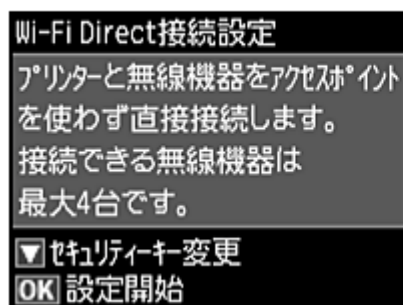 Wi-Fi Direct接続設定
プリンターと無線機器をアクセスポイント
を使わず直接接続します。
接続できる無線機器は
最大4台です。
▼セキュリティーキー変更
OK 設定開始